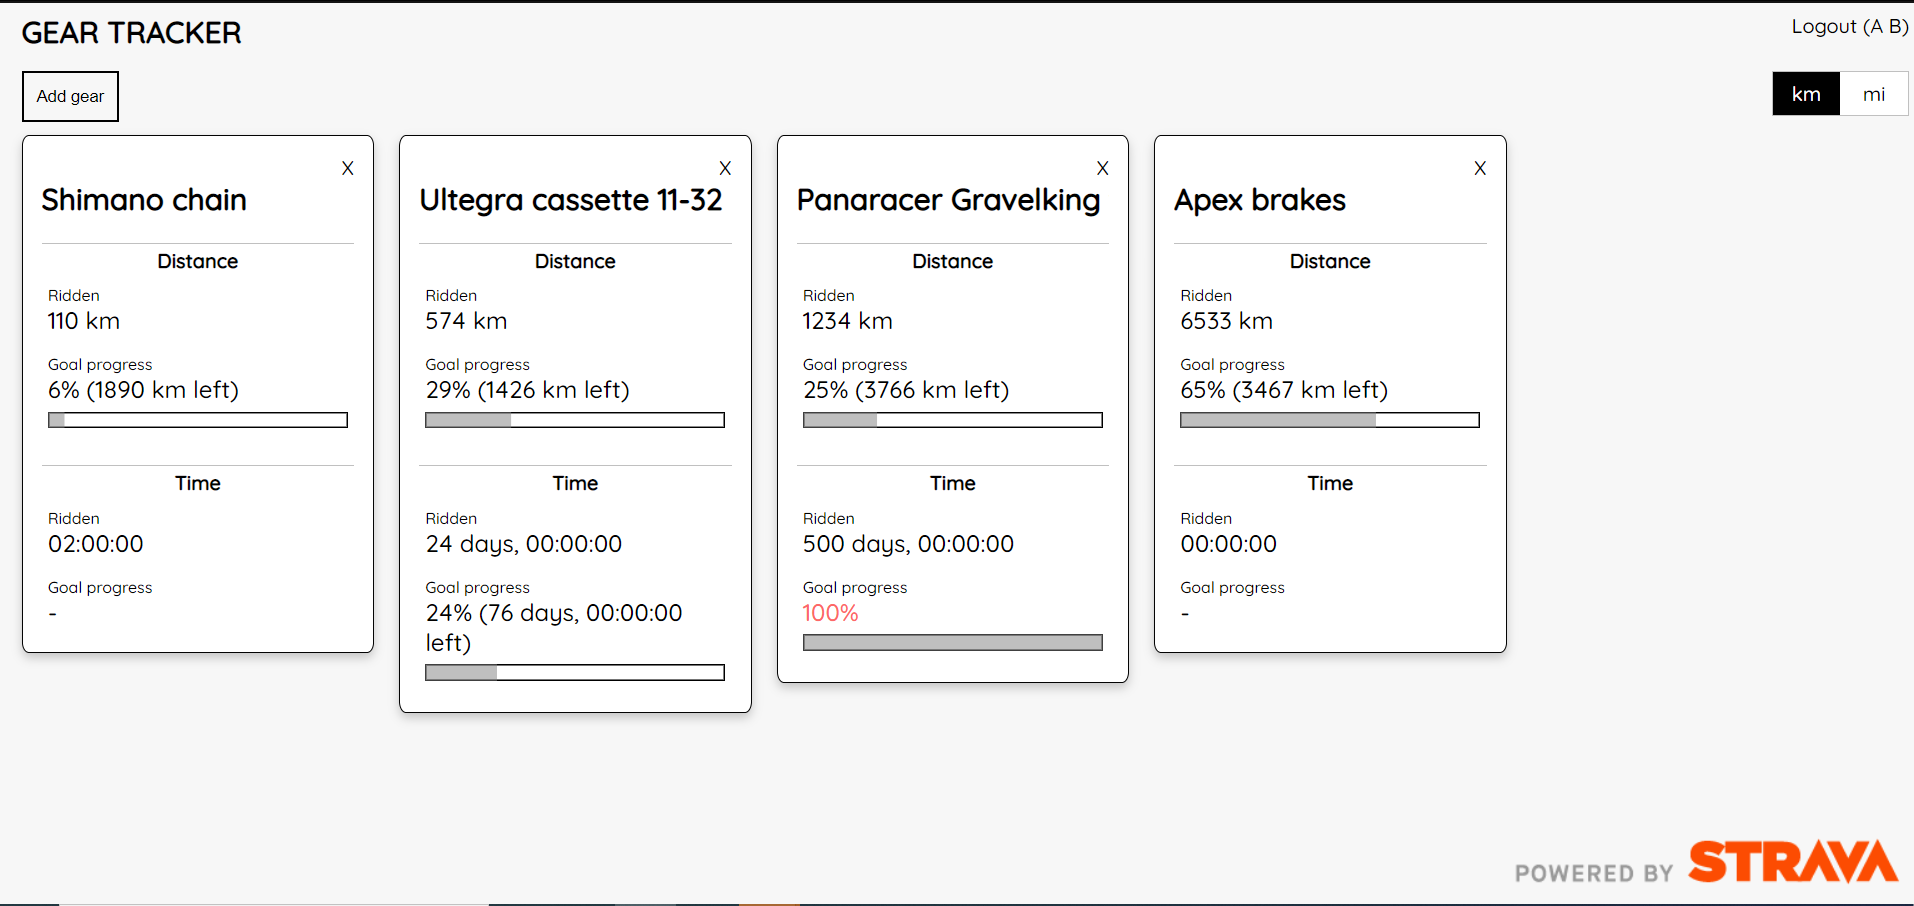 GEAR TRACKER
Logout (A B)
Add gear
km
mi
X
Shimano chain
Distance
Ridden
110 km
Goal progress
6% (1890 km left)
Time
Ridden
02:00:00
Goal progress
-
X
Ultegra cassette 11-32
Distance
Ridden
574 km
Goal progress
29% (1426 km left)
Time
Ridden
24 days, 00:00:00
Goal progress
24% (76 days, 00:00:00
left)
X
Panaracer Gravelking
Distance
Ridden
1234 km
Goal progress
25% (3766 km left)
Time
Ridden
500 days, 00:00:00
Goal progress
100%
X
Apex brakes
Distance
Ridden
6533 km
Goal progress
65% (3467 km left)
Time
Ridden
00:00:00
Goal progress
-
POWERED BY STRAVA